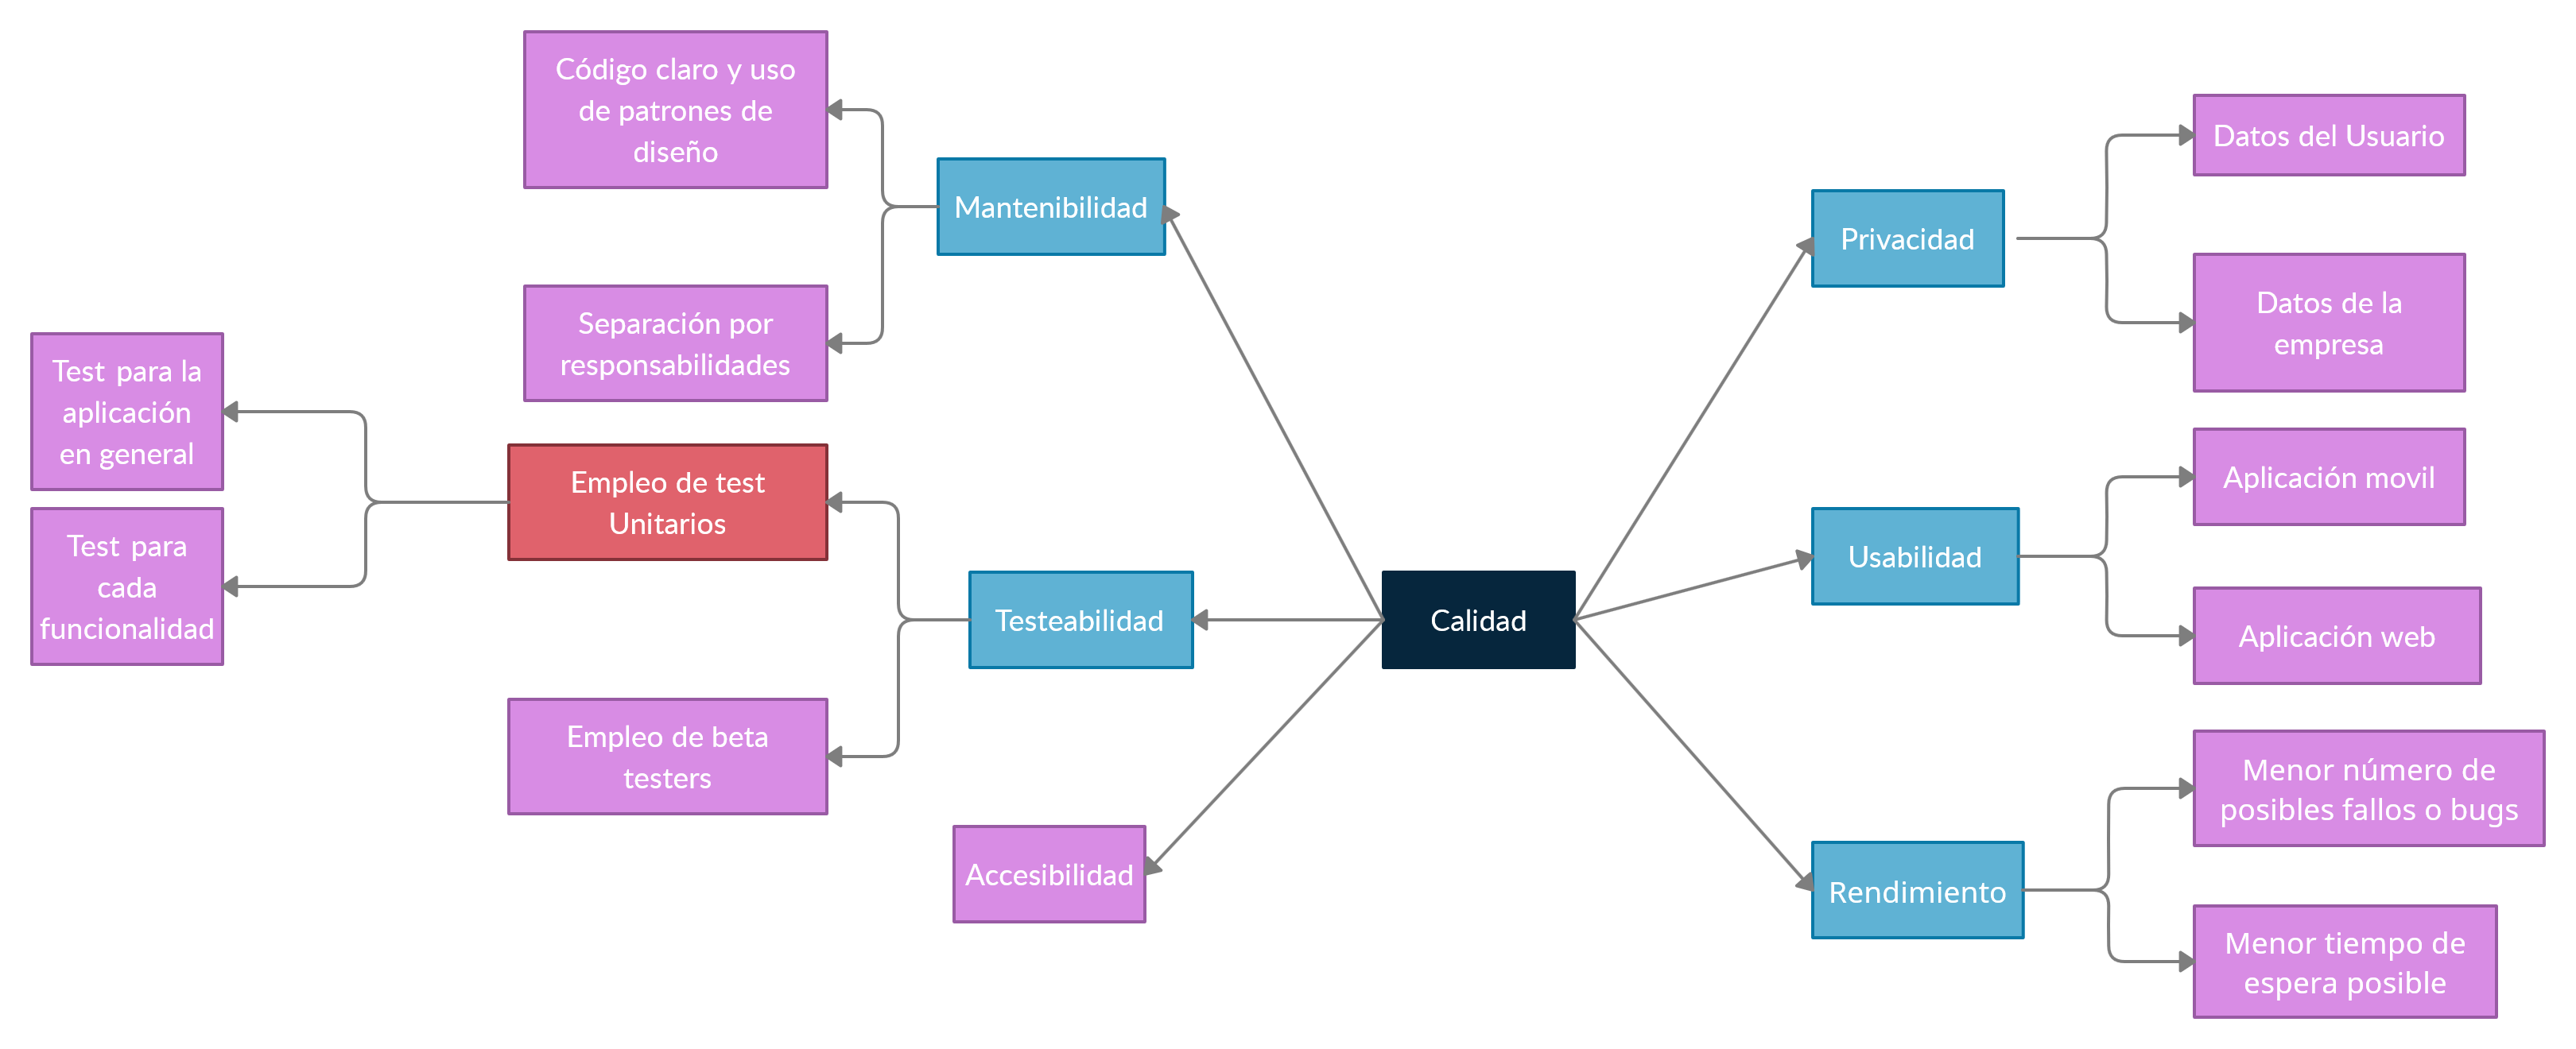 Código claro y uso
de patrones de
diseño
Mantenibilidad
Separación por
responsabilidades
Test para la
aplicación
en general
Empleo de test
Unitarios
Test para
cada
funcionalidad
Testeabilidad
Empleo de beta
testers
Accesibilidad
Calidad
Privacidad
Datos del Usuario
Datos de la
empresa
Usabilidad
Aplicación movil
Aplicación web
Rendimiento
Menor número de
posibles fallos o bugs
Menor tiempo de
espera posible